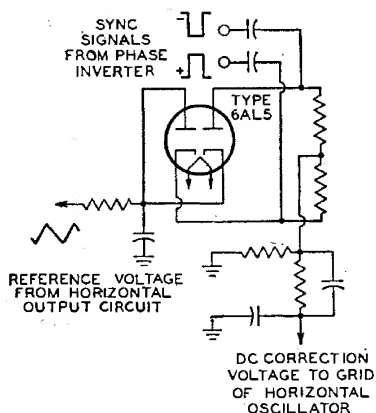 SYNC
SIGNALS
FROM PHASE
INVERTER
−
+
TYPE
6AL5
REFERENCE VOLTAGE
FROM HORIZONTAL
OUTPUT CIRCUIT
DC CORRECTION
VOLTAGE TO GRID
OF HORIZONTAL
OSCILLATOR